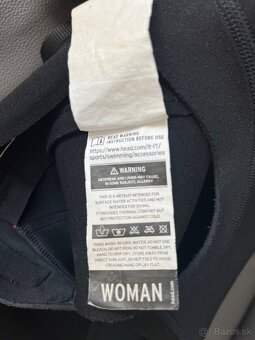 READ WARNING
INSTRUCTION BEFORE USE
https://www.head.com/it-IT/
sports/swimming/accessories
WARNING
NEOPRENE AND LINING MAY CAUSE,
IN SOME SUBJECTS, ALLERGY
THIS IS A WETSUIT INTENDED FOR
SURFACE WATER ACTIVITIES AND NOT
INTENDED FOR DIVING.
IT PROVIDES THERMAL COMFORT BUT
NOT PROTECTION.
HAND WASH IN COOL WATER, DO NOT USE
BLEACH, DO NOT IRON, DO NOT TUMBLE DRY,
HANG TO DRIP DRY, STORE AWAY FROM
DIRECT SUNLIGHT, DO NOT FOLD TO AVOID
CREASING HANG OR LAY FLAT.
WOMAN
head.com
bazos.sk